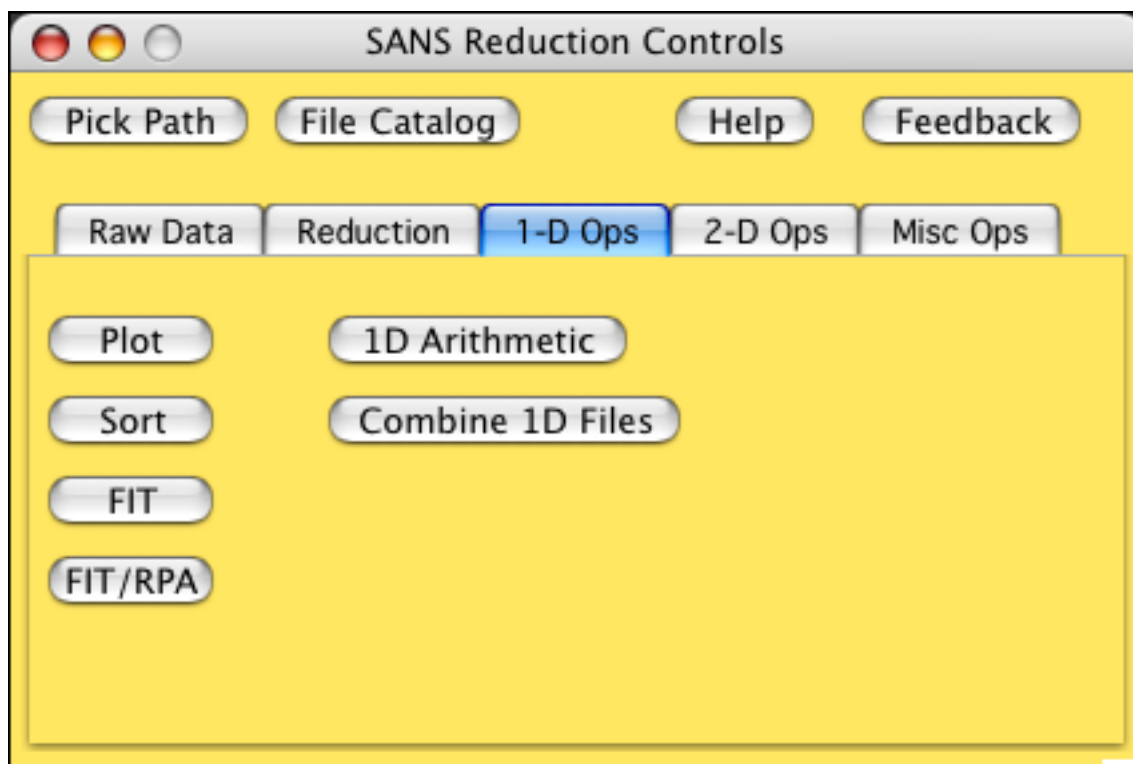 SANS Reduction Controls
Pick Path File Catalog Help Feedback
Raw Data Reduction 1-D Ops 2-D Ops Misc Ops
Plot 1D Arithmetic
Sort Combine 1D Files
FIT
FIT/RPA